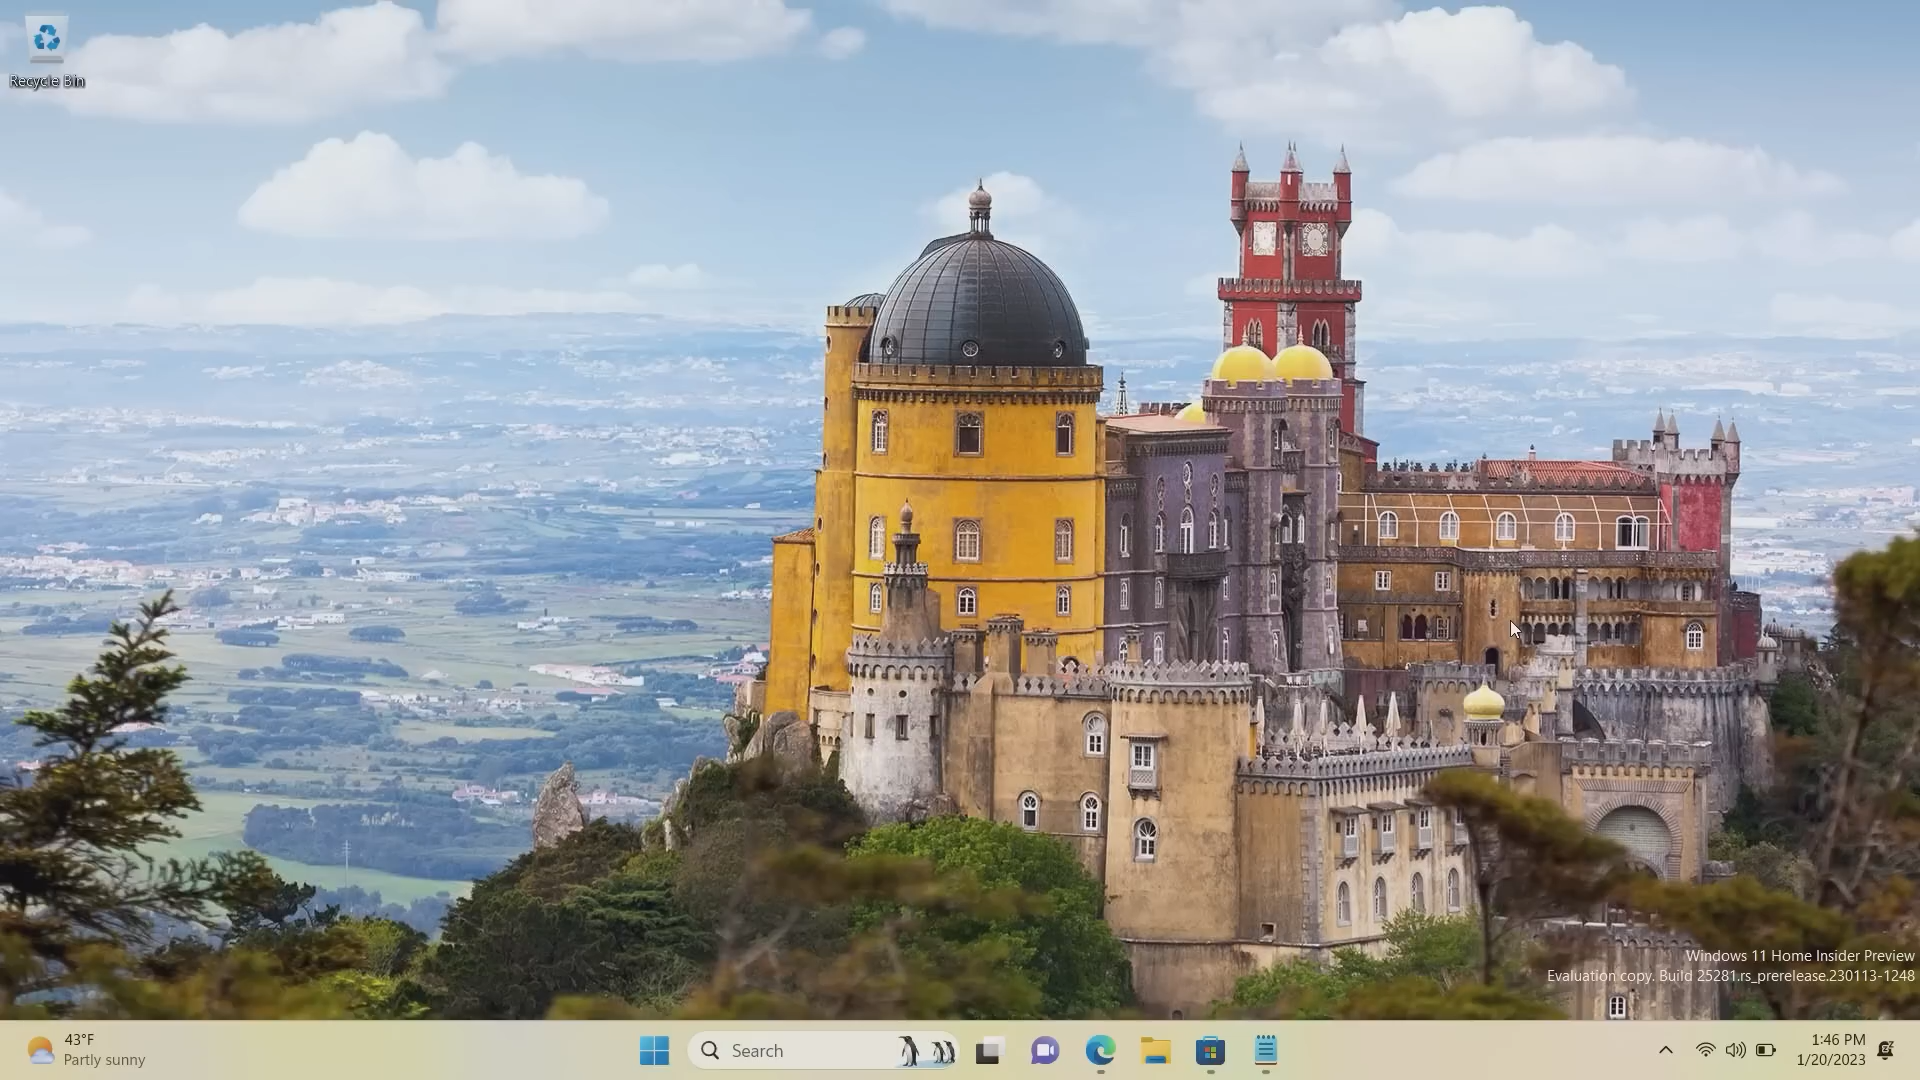 Recycle Bin
Windows 11 Home Insider Preview
Evaluation copy. Build 25281.rs_prerelease.230113-1248
43°F
Partly sunny
Search
1:46 PM
1/20/2023